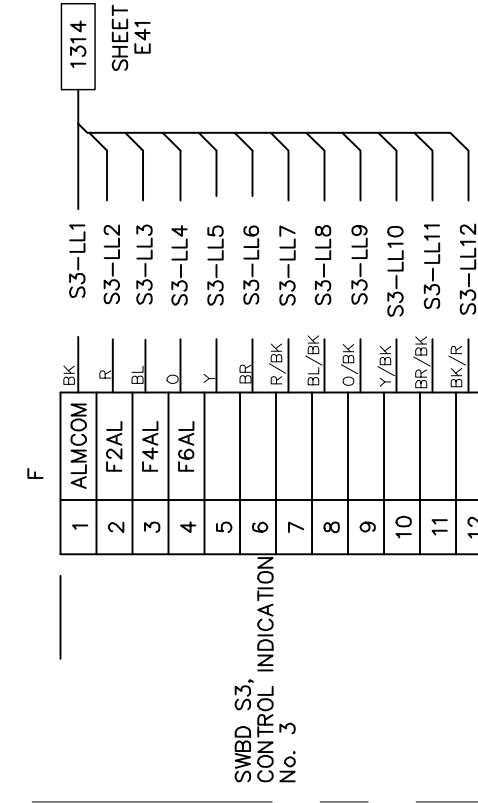 F
1314
SHEET
E41
1 ALMCOM BK S3-LL1
2 F2AL R S3-LL2
3 F4AL BL S3-LL3
4 F6AL O S3-LL4
5 Y S3-LL5
6 BR S3-LL6
7 R/BK S3-LL7
8 BL/BK S3-LL8
9 O/BK S3-LL9
10 Y/BK S3-LL10
11 BR/BK S3-LL11
12 BK/R S3-LL12
SWBD S3,
CONTROL INDICATION
No. 3